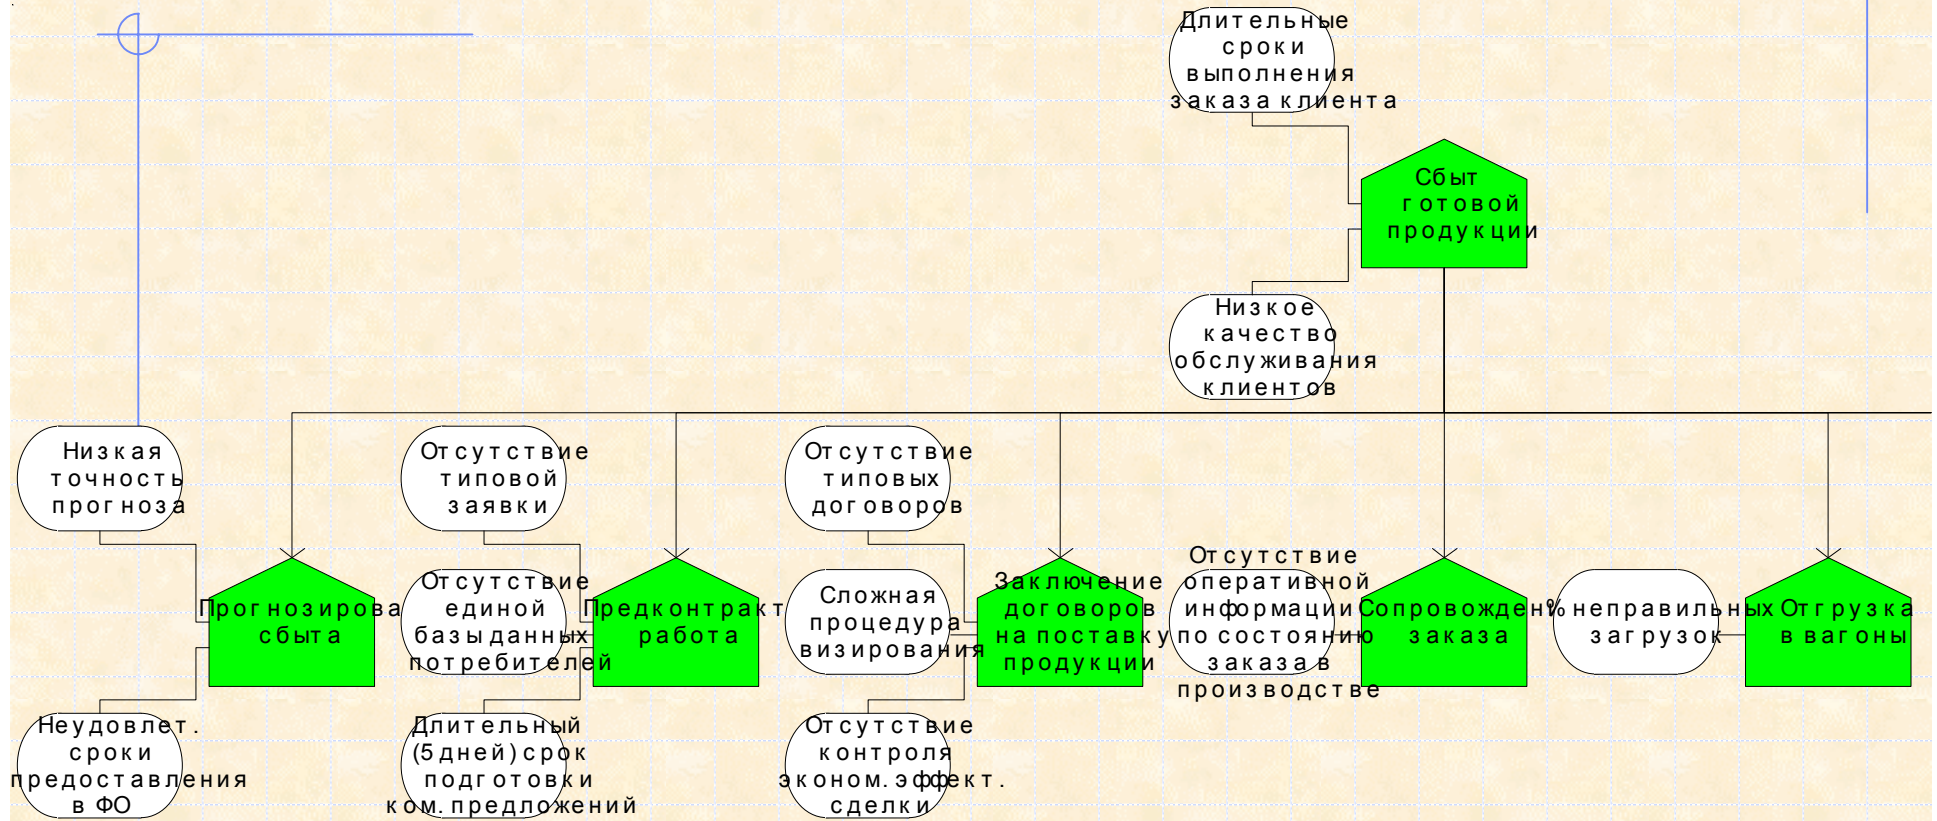 Длительные
сроки
выполнения
заказа клиента
Сбыт
готовой
продукции
Низкое
качество
обслуживания
клиентов
Низкая
точность
прогноза
Отсутствие
типовой
заявки
Отсутствие
типовых
договоров
Прогнозирова
сбыта
Отсутствие
единой
базы данных
потребителей
Предконтракт
работа
Сложная
процедура
визирования
Заключение
договоров
на поставку
продукции
Отсутствие
оперативной
информации
по состоянию
заказа в
производстве
Сопровожден
заказа
% неправильных
загрузок
Отгрузка
в вагоны
Неудовлет.
сроки
предоставления
в ФО
Длительный
(5 дней) срок
подготовки
ком. предложений
Отсутствие
контроля
эконом. эффект.
сделки